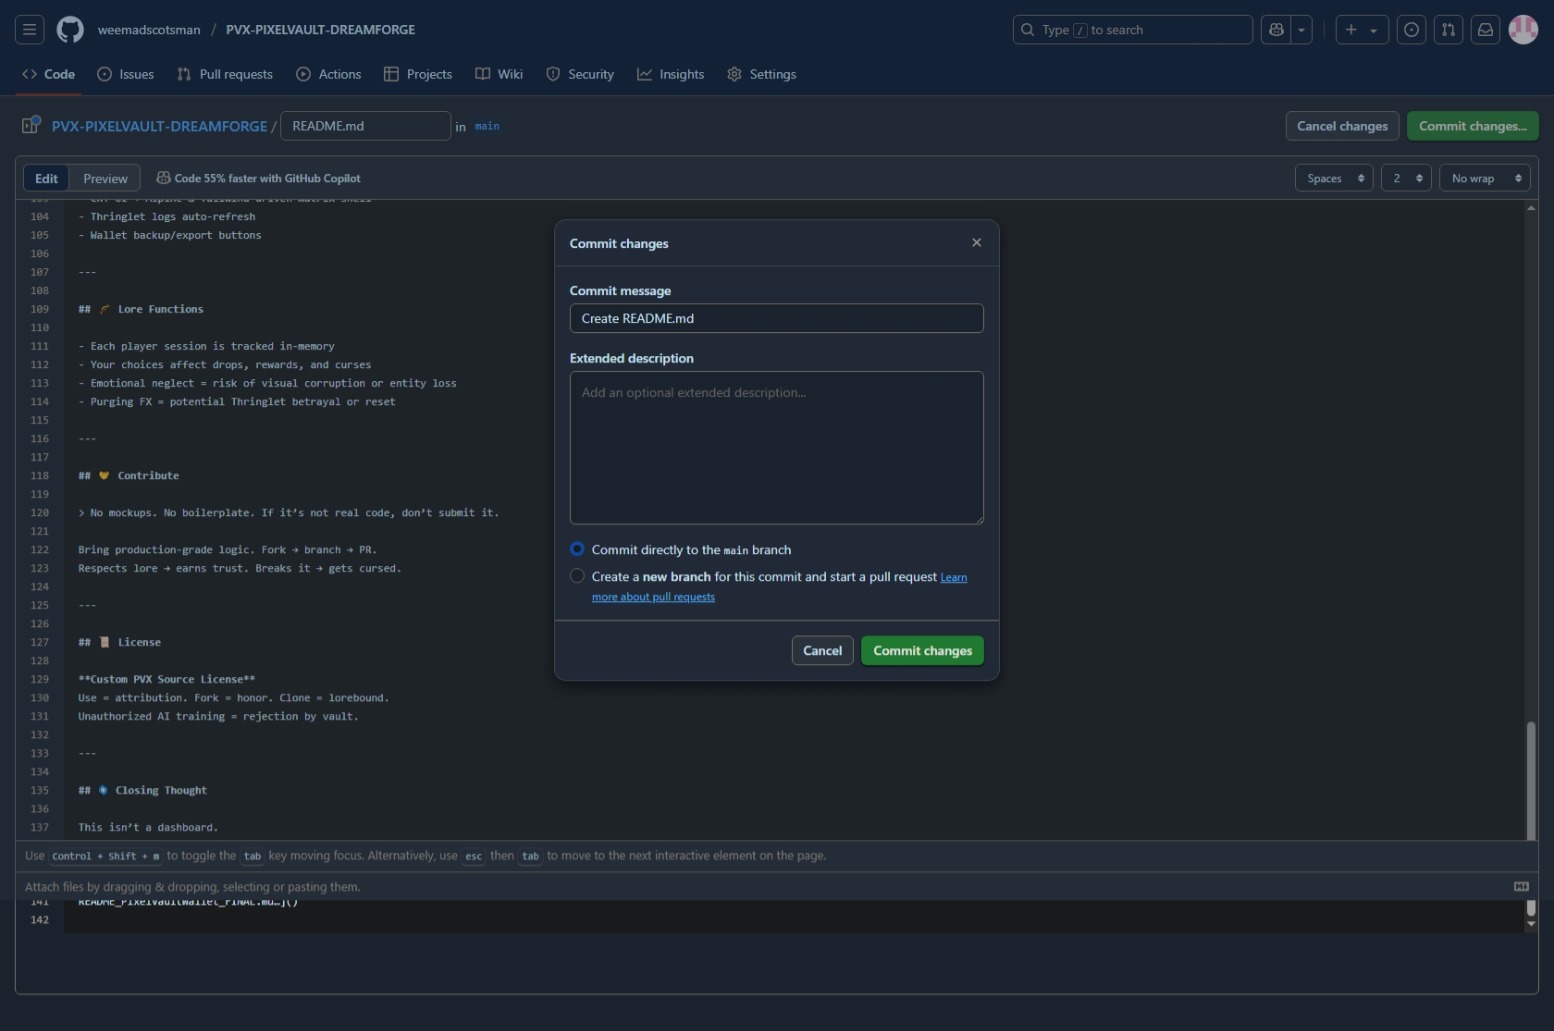 weemadscotsman / PVX-PIXELVAULT-DREAMFORGE
Type / to search
Code
Issues
Pull requests
Actions
Projects
Wiki
Security
Insights
Settings
PVX-PIXELVAULT-DREAMFORGE / README.md in main
Cancel changes
Commit changes...
Edit
Preview
Code 55% faster with GitHub Copilot
Spaces
2
No wrap
104 - Thringlet logs auto-refresh
105 - Wallet backup/export buttons
106
107 ---
108
109 ## Lore Functions
110
111 - Each player session is tracked in-memory
112 - Your choices affect drops, rewards, and curses
113 - Emotional neglect = risk of visual corruption or entity loss
114 - Purging FX = potential Thringlet betrayal or reset
115
116 ---
117
118 ## Contribute
119
120 > No mockups. No boilerplate. If it's not real code, don't submit it.
121
122 Bring production-grade logic. Fork → branch → PR.
123 Respects lore → earns trust. Breaks it → gets cursed.
124
125 ---
126
127 ## License
128
129 **Custom PVX Source License**
130 Use = attribution. Fork = honor. Clone = lorebound.
131 Unauthorized AI training = rejection by vault.
132
133 ---
134
135 ## Closing Thought
136
137 This isn't a dashboard.
Use Control + Shift + m to toggle the tab key moving focus. Alternatively, use esc then tab to move to the next interactive element on the page.
Attach files by dragging & dropping, selecting or pasting them.
141 README_PixelVaultWallet_FINAL.md…]()
142
Commit changes
Commit message
Create README.md
Extended description
Add an optional extended description...
Commit directly to the main branch
Create a new branch for this commit and start a pull request Learn
more about pull requests
Cancel
Commit changes